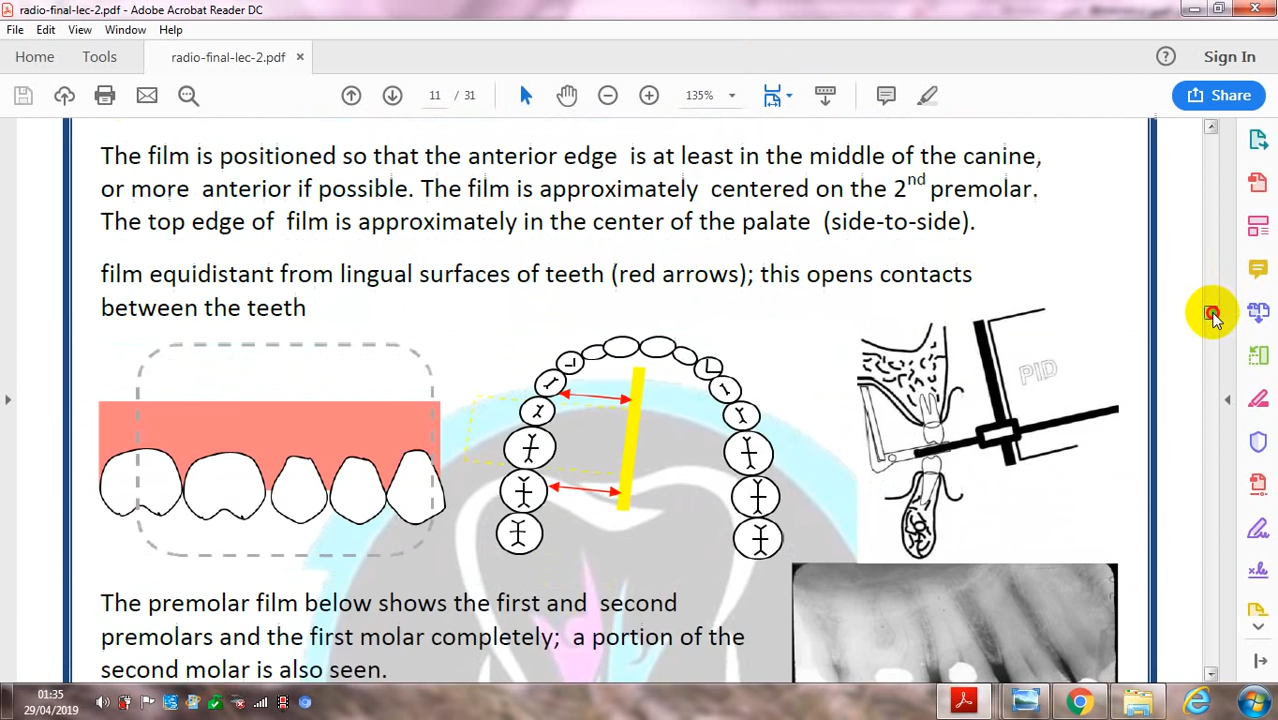 radio-final-lec-2.pdf - Adobe Acrobat Reader DC
File Edit View Window Help
Home Tools radio-final-lec-2.pdf × ? Sign In
11 / 31 135% Share
The film is positioned so that the anterior edge is at least in the middle of the canine,
or more anterior if possible. The film is approximately centered on the 2nd premolar.
The top edge of film is approximately in the center of the palate (side-to-side).
film equidistant from lingual surfaces of teeth (red arrows); this opens contacts
between the teeth
PID
The premolar film below shows the first and second
premolars and the first molar completely; a portion of the
second molar is also seen.
01:35
29/04/2019